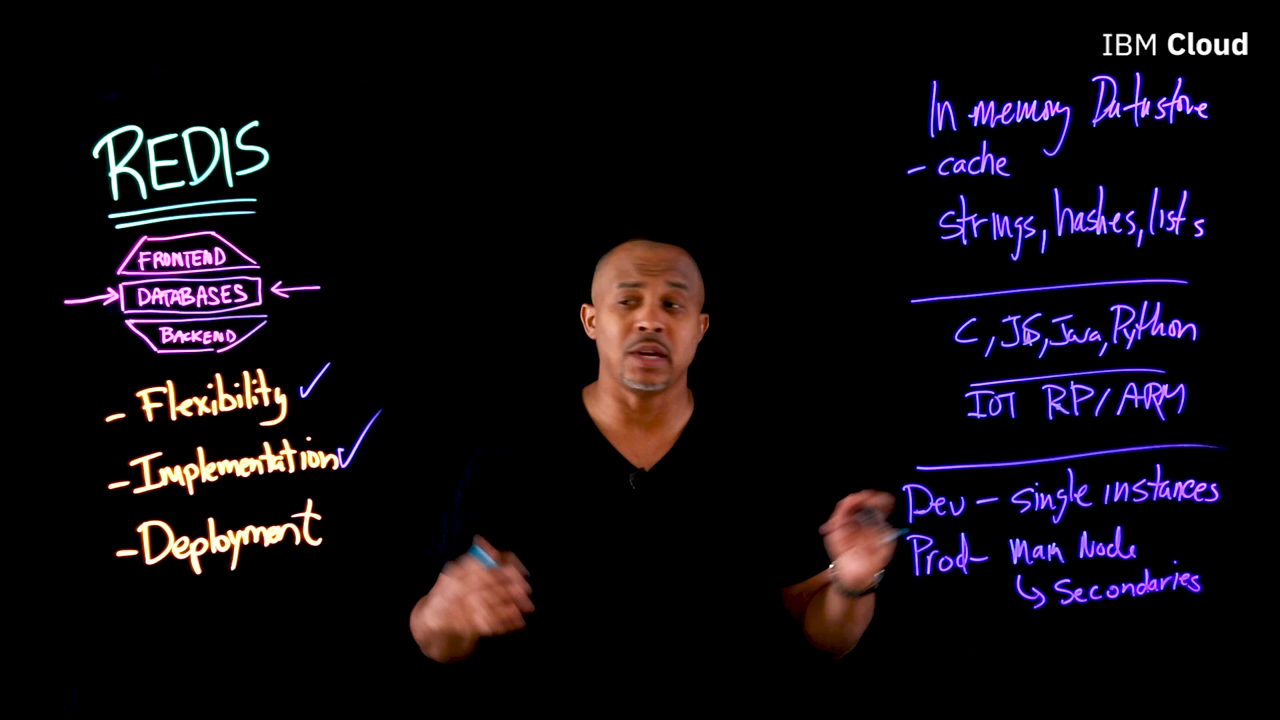 IBM Cloud
REDIS
FRONTEND
DATABASES
BACKEND
- Flexibility ✓
- Implementation ✓
- Deployment
In memory Datastore
- cache
strings, hashes, lists
C, JS, Java, Python
IOT RP/ARM
Dev - single instances
Prod - Main Node
↳ Secondaries